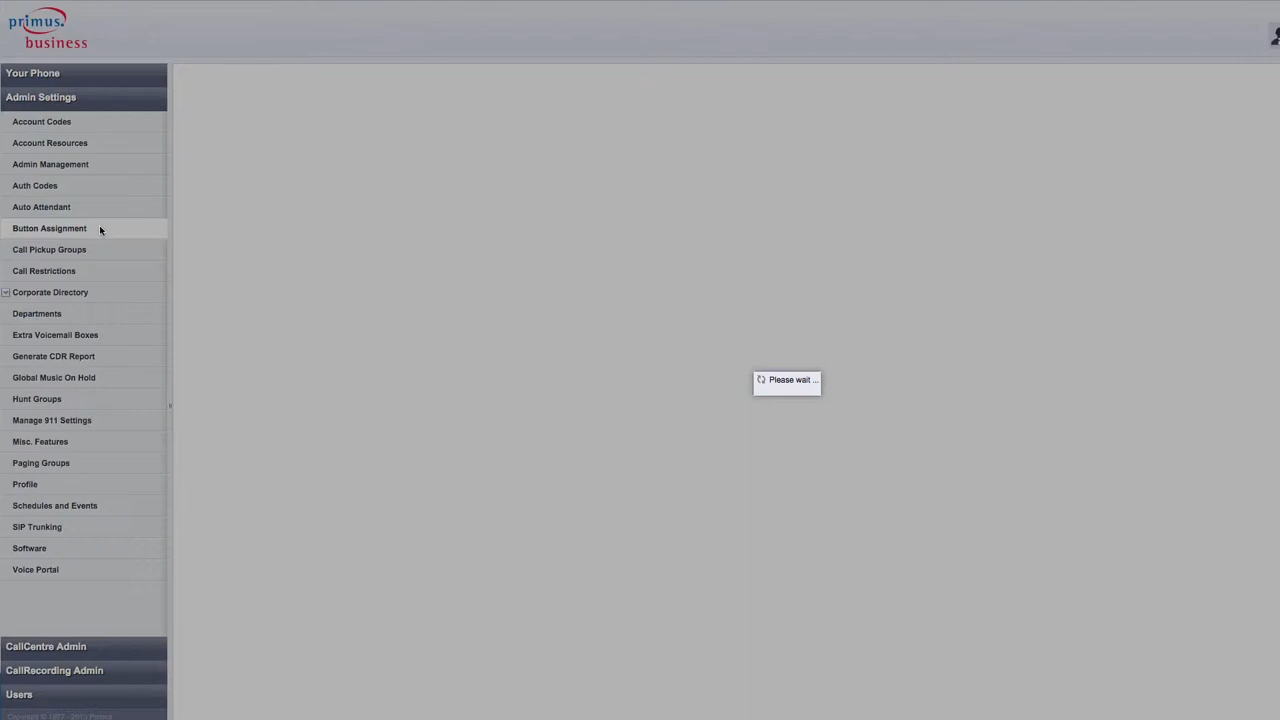 primus.
business
Your Phone
Admin Settings
Account Codes
Account Resources
Admin Management
Auth Codes
Auto Attendant
Button Assignment
Call Pickup Groups
Call Restrictions
Corporate Directory
Departments
Extra Voicemail Boxes
Generate CDR Report
Global Music On Hold
Hunt Groups
Manage 911 Settings
Misc. Features
Paging Groups
Profile
Schedules and Events
SIP Trunking
Software
Voice Portal
Please wait ...
CallCentre Admin
CallRecording Admin
Users
Copyright ©